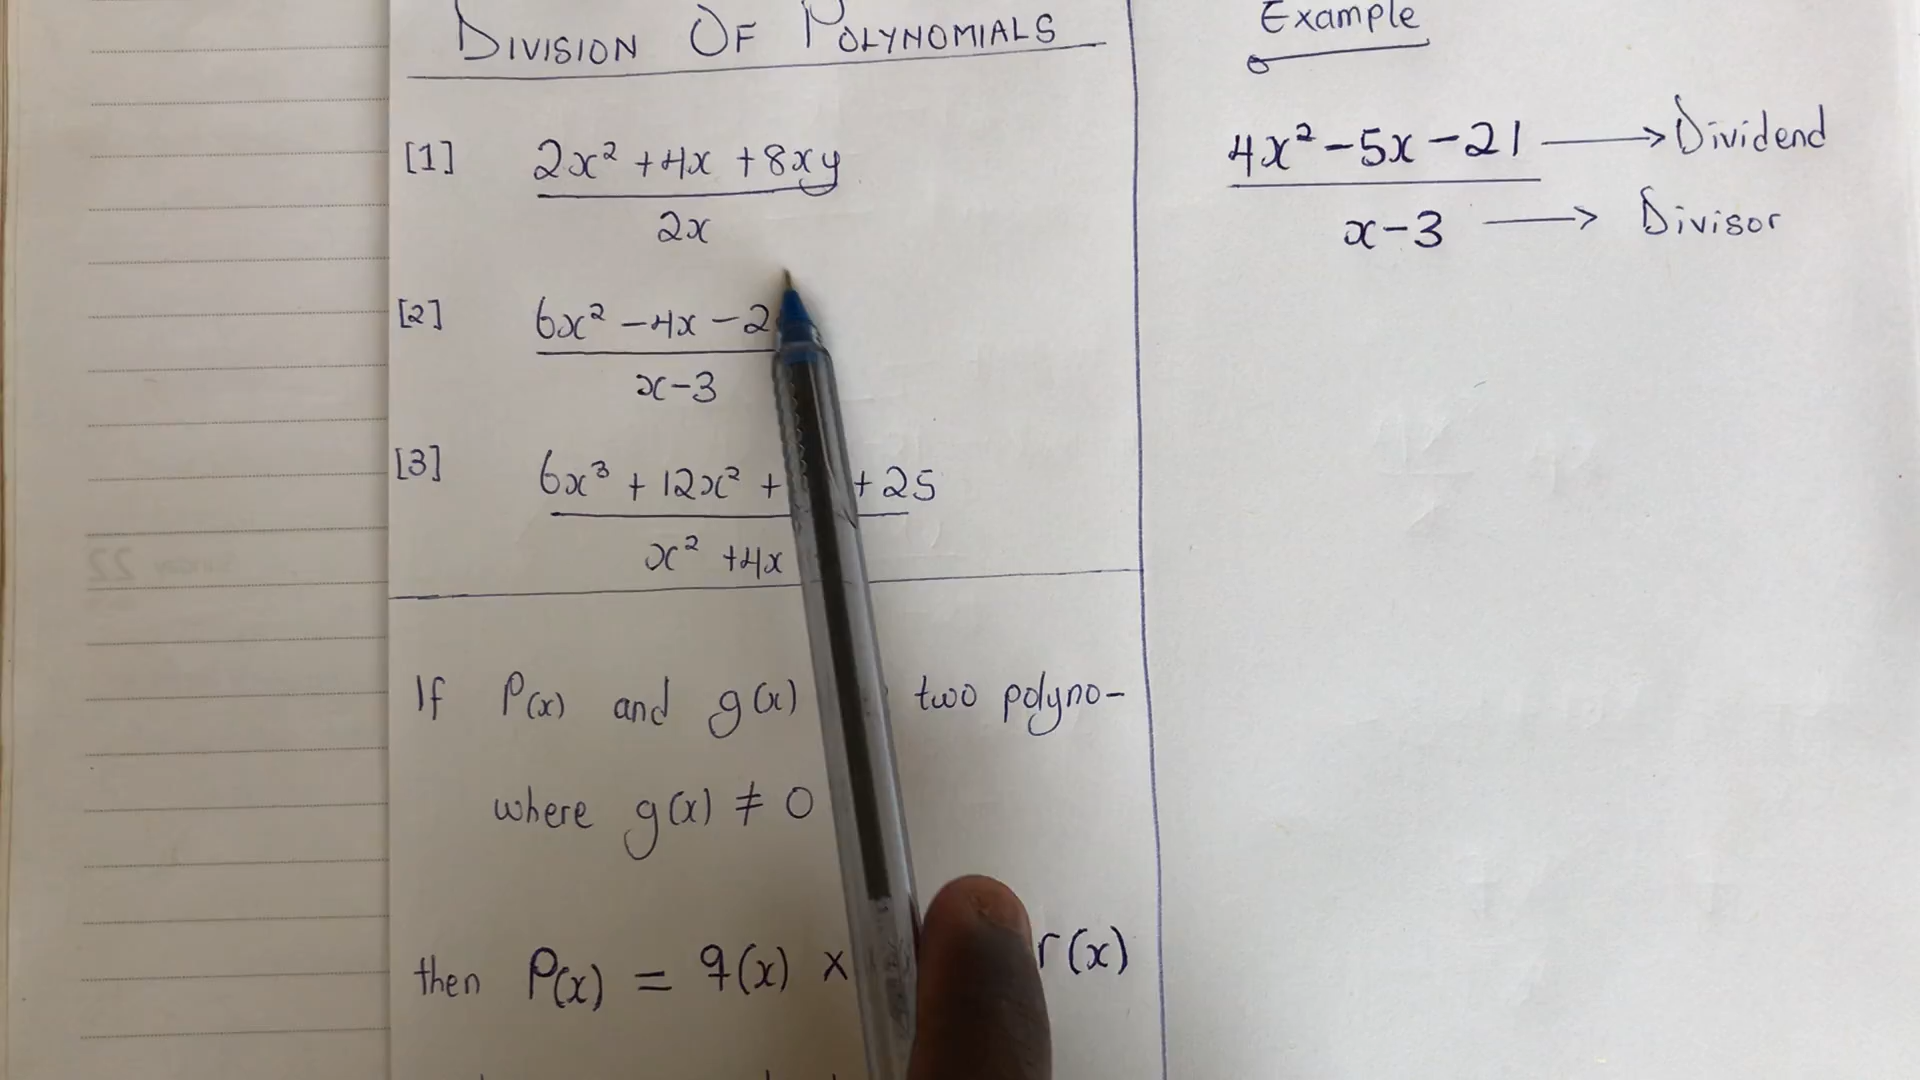 DIVISION OF POLYNOMIALS
[1] 2x² + 4x + 8xy
2x
[2] 6x² - 4x - 2
x - 3
[3] 6x³ + 12x² + + 25
x² + 4x
If P(x) and g(x) two polyno-
where g(x) ≠ 0
then P(x) = q(x) × r(x)
Example
4x² - 5x - 21 → Dividend
x - 3 → Divisor